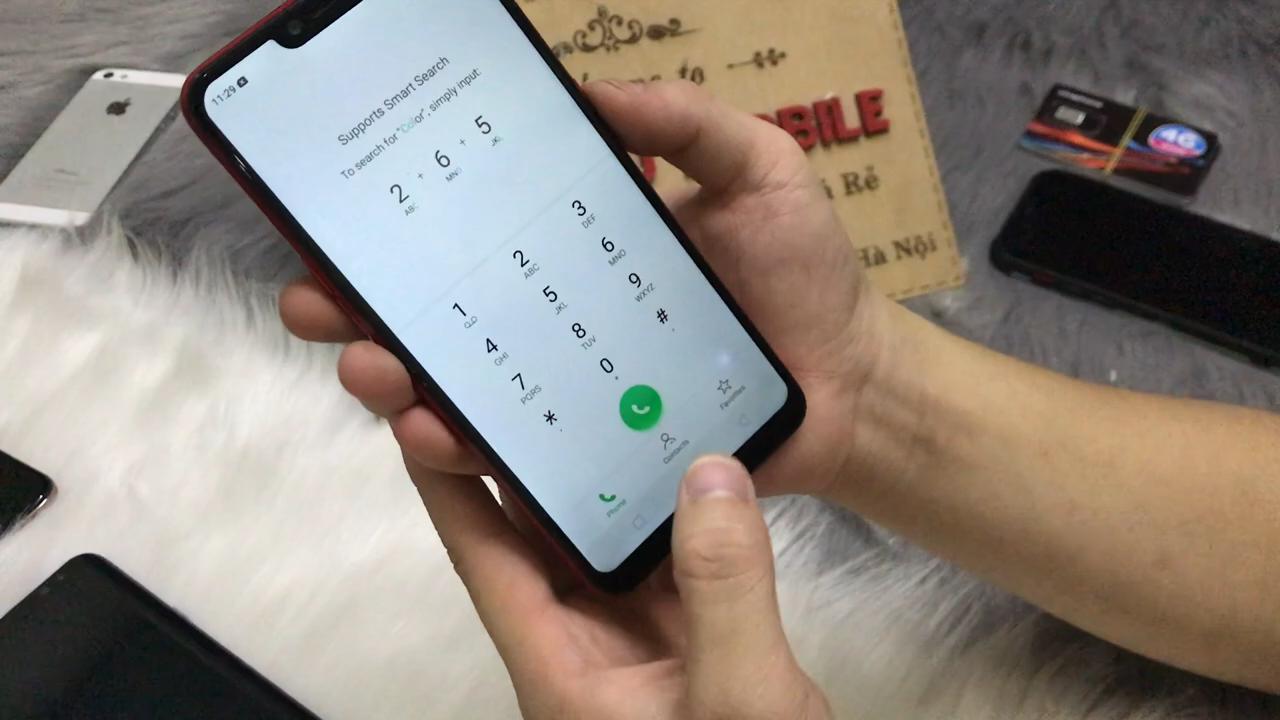 11:29
Supports Smart Search
To search for "Color", simply input:
2 + 6 + 5
ABC MNO JKL
1 2 3
ABC DEF
4 5 6
GHI JKL MNO
7 8 9
PQRS TUV WXYZ
* 0 #
Phone Contacts Favorites
to
OBILE
Rẻ
Hà Nội
4G